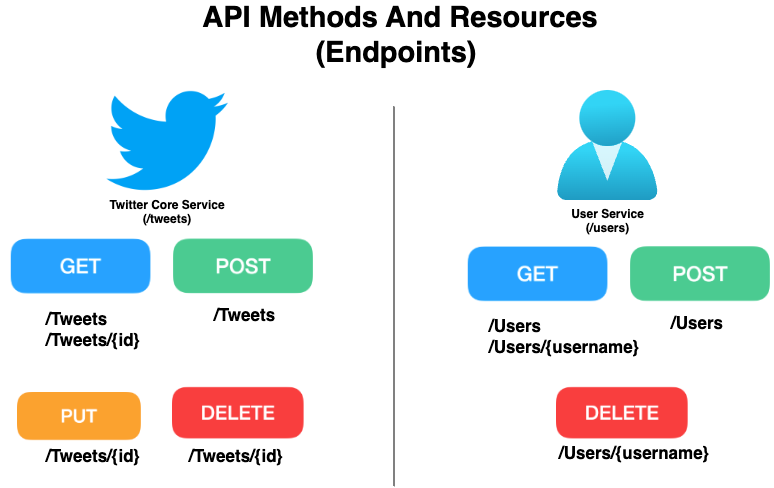 API Methods And Resources
(Endpoints)
Twitter Core Service
(/tweets)
GET
POST
/Tweets
/Tweets/{id}
/Tweets
PUT
DELETE
/Tweets/{id}
/Tweets/{id}
User Service
(/users)
GET
POST
/Users
/Users/{username}
/Users
DELETE
/Users/{username}